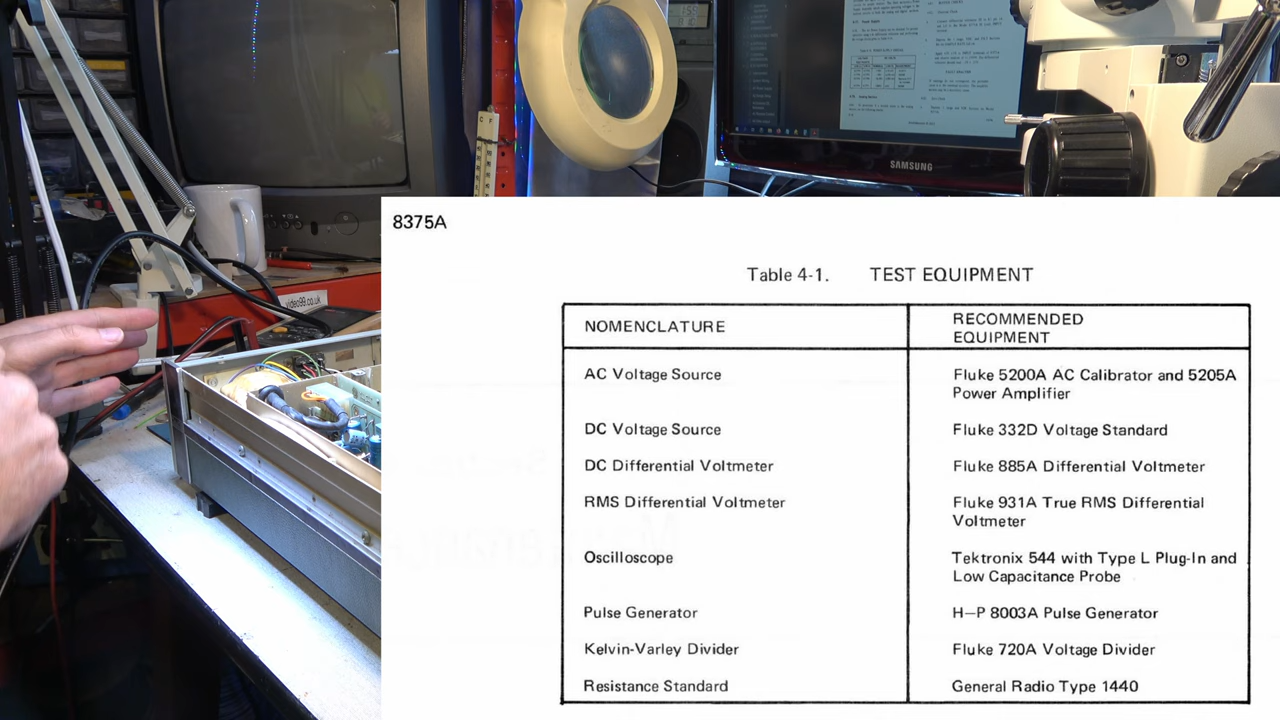 SAMSUNG
video99.co.uk
8375A
Table 4-1. TEST EQUIPMENT
NOMENCLATURE
RECOMMENDED
EQUIPMENT
AC Voltage Source
Fluke 5200A AC Calibrator and 5205A
Power Amplifier
DC Voltage Source
Fluke 332D Voltage Standard
DC Differential Voltmeter
Fluke 885A Differential Voltmeter
RMS Differential Voltmeter
Fluke 931A True RMS Differential
Voltmeter
Oscilloscope
Tektronix 544 with Type L Plug-In and
Low Capacitance Probe
Pulse Generator
H–P 8003A Pulse Generator
Kelvin-Varley Divider
Fluke 720A Voltage Divider
Resistance Standard
General Radio Type 1440